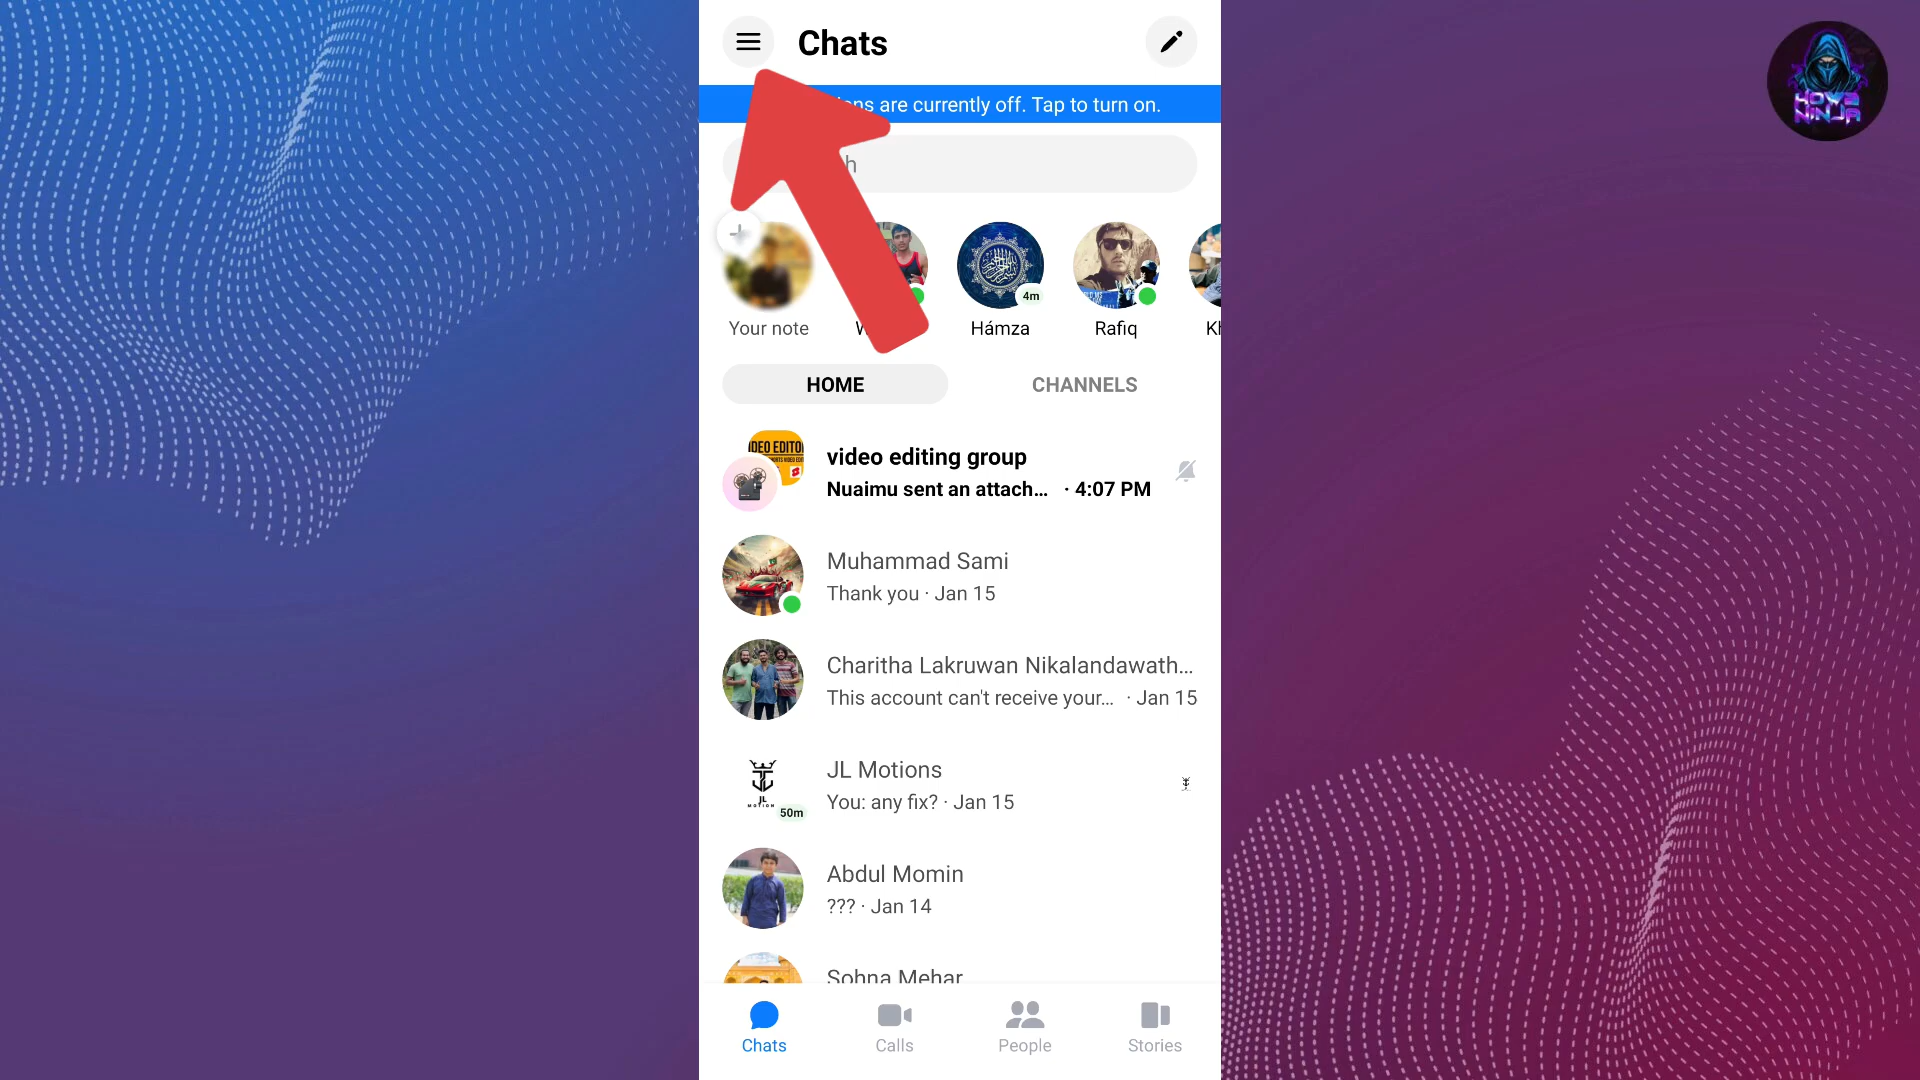 Chats
are currently off. Tap to turn on.
4m
Your note
Hámza
Rafiq
HOME
CHANNELS
video editing group
Nuaimu sent an attach... · 4:07 PM
Muhammad Sami
Thank you · Jan 15
Charitha Lakruwan Nikalandawath...
This account can't receive your... · Jan 15
JL Motions
You: any fix? · Jan 15
JL
MOTION
50m
Abdul Momin
??? · Jan 14
Sohna Mehar
Chats
Calls
People
Stories
NINJA